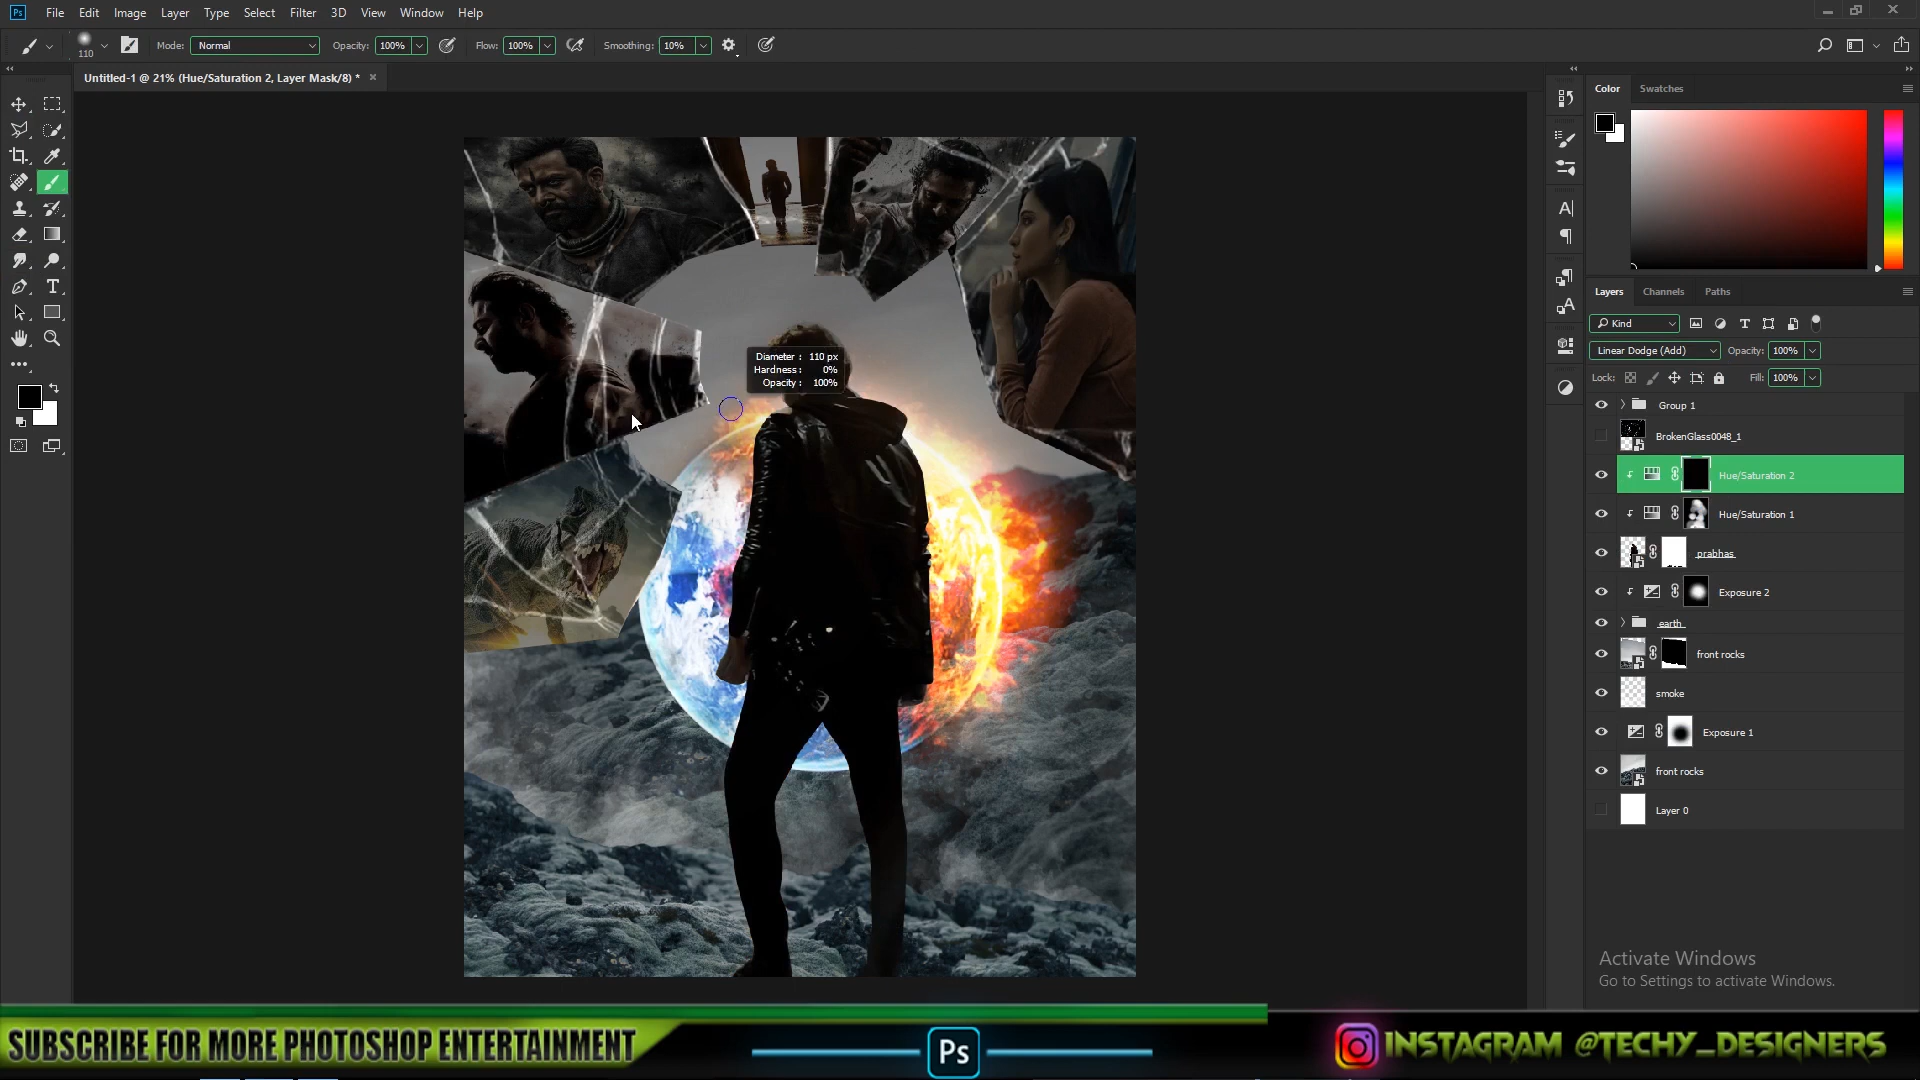 Ps File Edit Image Layer Type Select Filter 3D View Window Help
110 Mode: Normal Opacity: 100% Flow: 100% Smoothing: 10%
Untitled-1 @ 21% (Hue/Saturation 2, Layer Mask/8) * ×
Color Swatches
Layers Channels Paths
Kind
Linear Dodge (Add) Opacity: 100%
Lock: Fill: 100%
Group 1
BrokenGlass0048_1
Hue/Saturation 2
Hue/Saturation 1
prabhas
Exposure 2
earth
front rocks
smoke
Exposure 1
front rocks
Layer 0
Diameter : 110 px
Hardness : 0%
Opacity : 100%
Activate Windows
Go to Settings to activate Windows.
SUBSCRIBE FOR MORE PHOTOSHOP ENTERTAINMENT
Ps
INSTAGRAM @TECHY_DESIGNERS